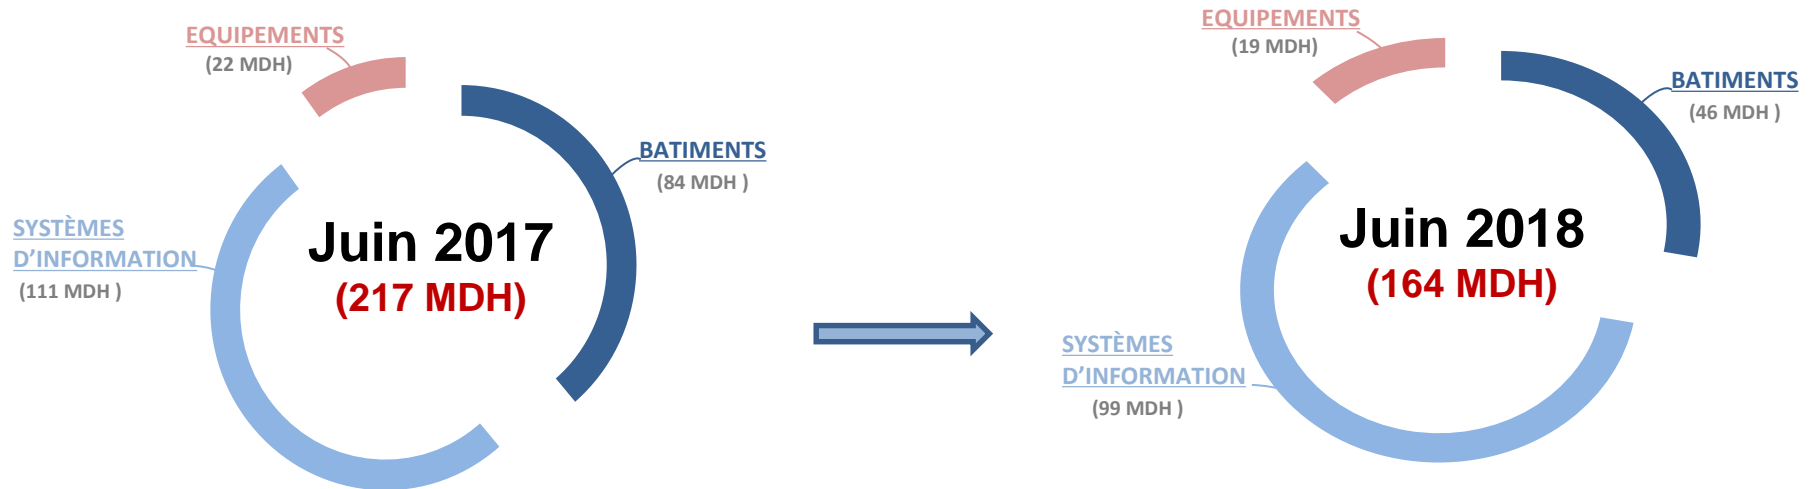 EQUIPEMENTS
(22 MDH)
BATIMENTS
(84 MDH )
SYSTÈMES
D’INFORMATION
(111 MDH )
Juin 2017
(217 MDH)
EQUIPEMENTS
(19 MDH)
BATIMENTS
(46 MDH )
Juin 2018
(164 MDH)
SYSTÈMES
D’INFORMATION
(99 MDH )